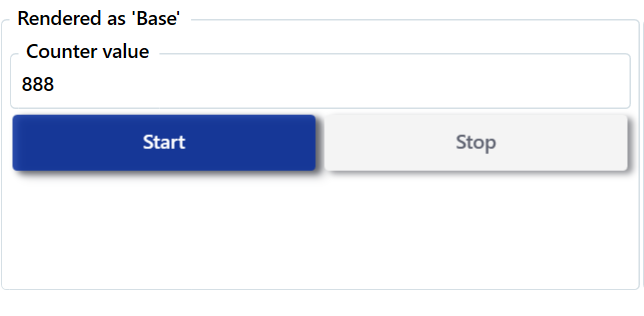 Rendered as 'Base'
Counter value
888
Start
Stop